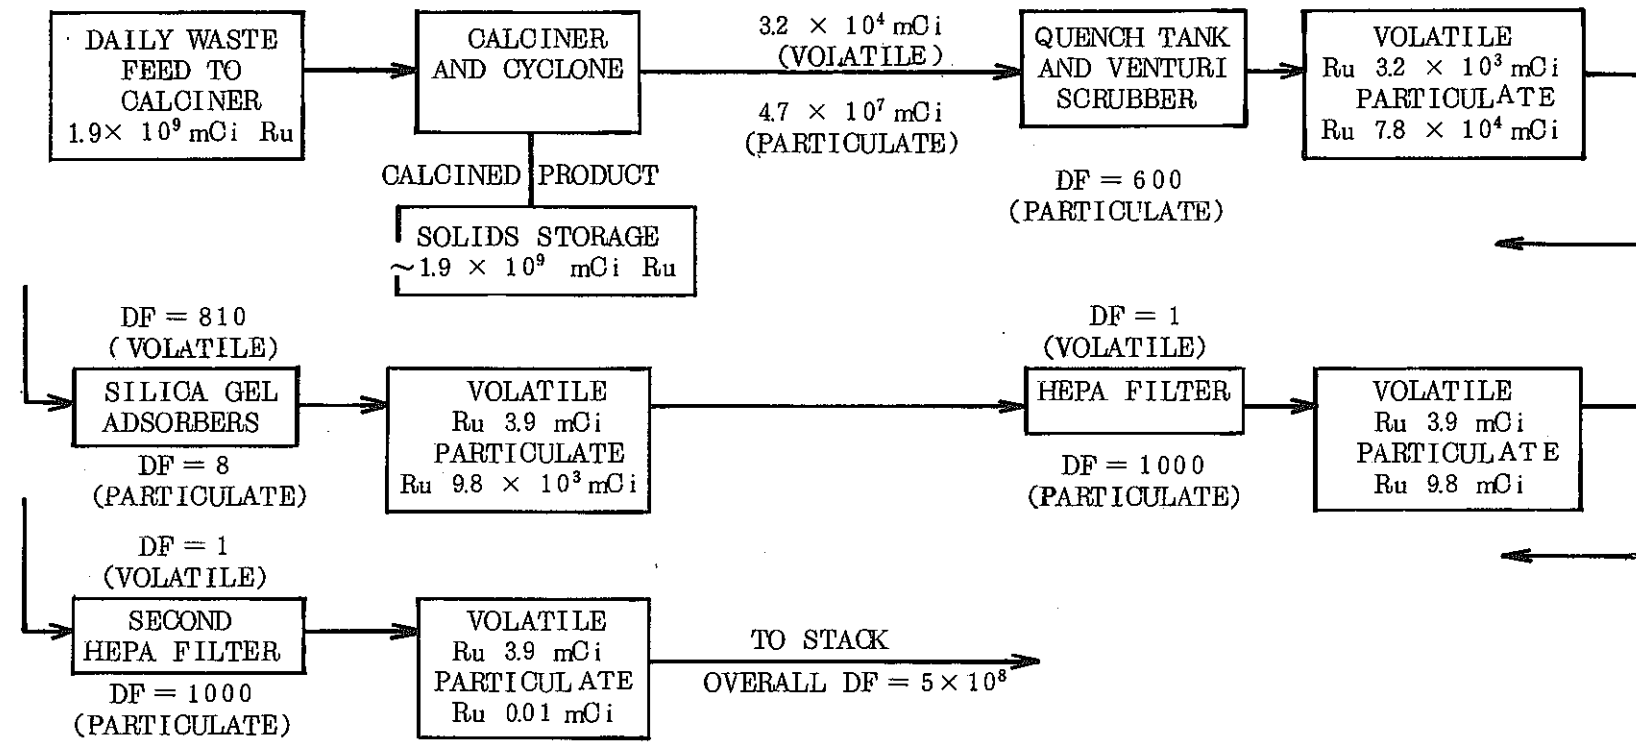 DAILY WASTE
FEED TO
CALCINER
1.9× 10⁹ mCi Ru
CALCINER
AND CYCLONE
3.2 × 10⁴ mCi
(VOLATILE)
4.7 × 10⁷ mCi
(PARTICULATE)
QUENCH TANK
AND VENTURI
SCRUBBER
DF = 600
(PARTICULATE)
VOLATILE
Ru 3.2 × 10³ mCi
PARTICULATE
Ru 7.8 × 10⁴ mCi
CALCINED PRODUCT
SOLIDS STORAGE
~1.9 × 10⁹ mCi Ru
DF = 810
(VOLATILE)
SILICA GEL
ADSORBERS
DF = 8
(PARTICULATE)
VOLATILE
Ru 3.9 mCi
PARTICULATE
Ru 9.8 × 10³ mCi
DF = 1
(VOLATILE)
HEPA FILTER
DF = 1000
(PARTICULATE)
VOLATILE
Ru 3.9 mCi
PARTICULATE
Ru 9.8 mCi
DF = 1
(VOLATILE)
SECOND
HEPA FILTER
DF = 1000
(PARTICULATE)
VOLATILE
Ru 3.9 mCi
PARTICULATE
Ru 0.01 mCi
TO STACK
OVERALL DF = 5 × 10⁸